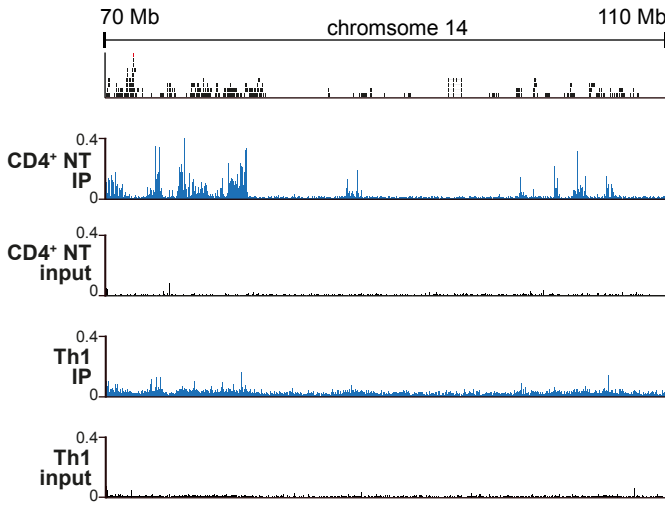 70 Mb 110 Mb
chromsome 14
0.4
CD4⁺ NT
IP
0
0.4
CD4⁺ NT
input
0
0.4
Th1
IP
0
0.4
Th1
input
0